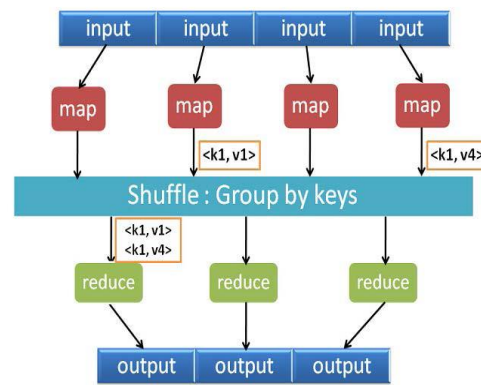 input input input input
map map map map
<k1, v1> <k1, v4>
Shuffle : Group by keys
<k1, v1>
<k1, v4>
reduce reduce reduce
output output output